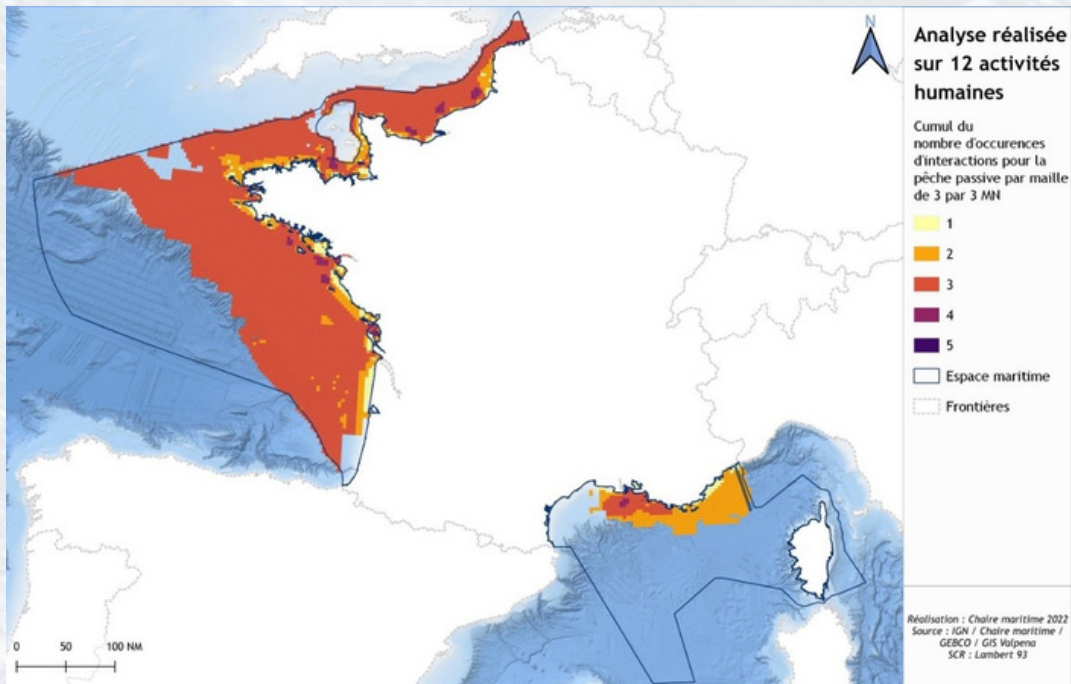 N
Analyse réalisée
sur 12 activités
humaines
Cumul du
nombre d'occurences
d'interactions pour la
pêche passive par maille
de 3 par 3 MN
1
2
3
4
5
Espace maritime
Frontières
0 50 100 NM
Réalisation : Chaire maritime 2022
Source : IGN / Chaire maritime /
GEBCO / GIS Valpena
SCR : Lambert 93